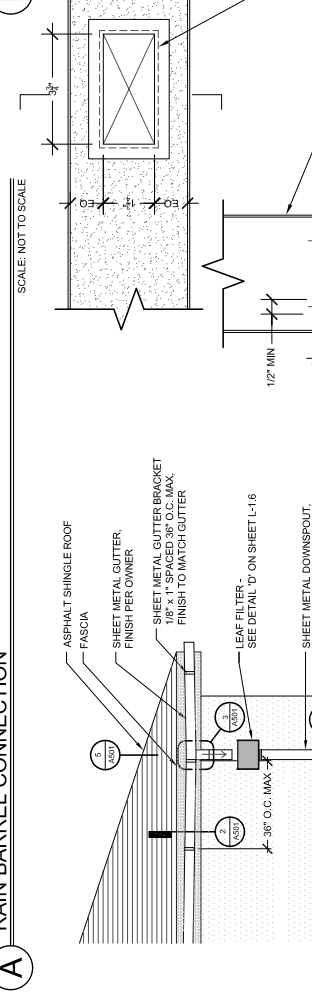 A
RAIN BARREL CONNECTION
SCALE: NOT TO SCALE
ASPHALT SHINGLE ROOF
FASCIA
SHEET METAL GUTTER,
FINISH PER OWNER
SHEET METAL GUTTER BRACKET
1/8" x 1" SPACED 36" O.C. MAX,
FINISH TO MATCH GUTTER
LEAF FILTER -
SEE DETAIL 'D' ON SHEET L-1.6
SHEET METAL DOWNSPOUT,
5
A501
3
A501
2
A501
36" O.C. MAX
EQ
EQ
1/2" MIN